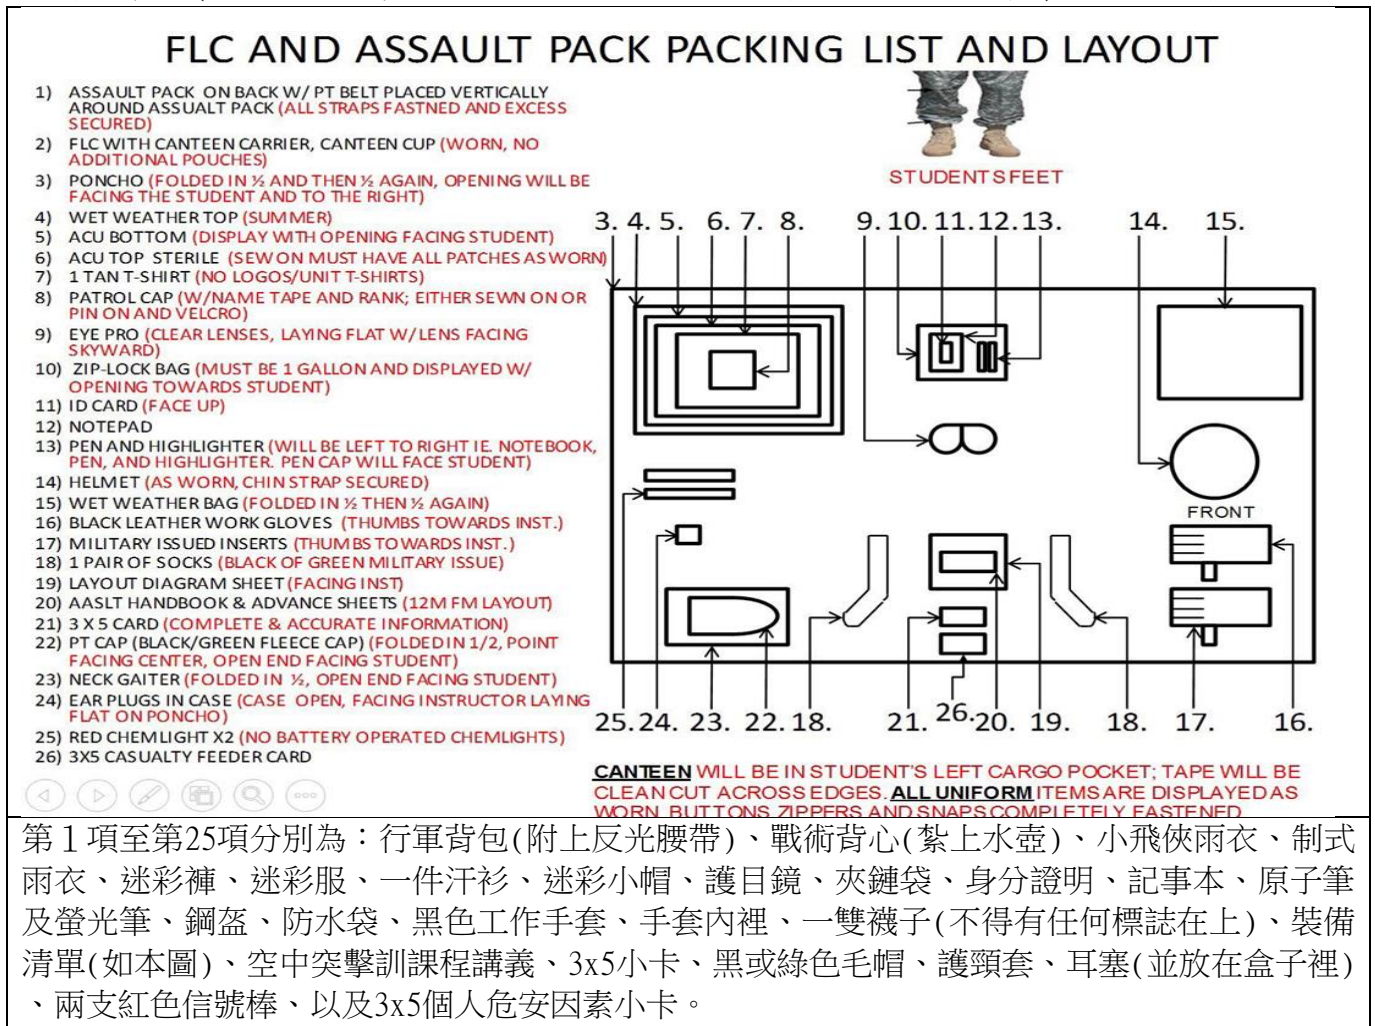 FLC AND ASSAULT PACK PACKING LIST AND LAYOUT
1) ASSAULT PACK ON BACK W/ PT BELT PLACED VERTICALLY
AROUND ASSUALT PACK (ALL STRAPS FASTNED AND EXCESS
SECURED)
2) FLC WITH CANTEEN CARRIER, CANTEEN CUP (WORN, NO
ADDITIONAL POUCHES)
3) PONCHO (FOLDED IN ½ AND THEN ½ AGAIN, OPENING WILL BE
FACING THE STUDENT AND TO THE RIGHT)
4) WET WEATHER TOP (SUMMER)
5) ACU BOTTOM (DISPLAY WITH OPENING FACING STUDENT)
6) ACU TOP STERILE (SEW ON MUST HAVE ALL PATCHES AS WORN)
7) 1 TAN T-SHIRT (NO LOGOS/UNIT T-SHIRTS)
8) PATROL CAP (W/NAME TAPE AND RANK; EITHER SEWN ON OR
PIN ON AND VELCRO)
9) EYE PRO (CLEAR LENSES, LAYING FLAT W/LENS FACING
SKYWARD)
10) ZIP-LOCK BAG (MUST BE 1 GALLON AND DISPLAYED W/
OPENING TOWARDS STUDENT)
11) ID CARD (FACE UP)
12) NOTEPAD
13) PEN AND HIGHLIGHTER (WILL BE LEFT TO RIGHT IE. NOTEBOOK,
PEN, AND HIGHLIGHTER. PEN CAP WILL FACE STUDENT)
14) HELMET (AS WORN, CHIN STRAP SECURED)
15) WET WEATHER BAG (FOLDED IN ½ THEN ½ AGAIN)
16) BLACK LEATHER WORK GLOVES (THUMBS TOWARDS INST.)
17) MILITARY ISSUED INSERTS (THUMBS TOWARDS INST.)
18) 1 PAIR OF SOCKS (BLACK OF GREEN MILITARY ISSUE)
19) LAYOUT DIAGRAM SHEET (FACING INST)
20) AASLT HANDBOOK & ADVANCE SHEETS (12M FM LAYOUT)
21) 3 X 5 CARD (COMPLETE & ACCURATE INFORMATION)
22) PT CAP (BLACK/GREEN FLEECE CAP) (FOLDED IN 1/2, POINT
FACING CENTER, OPEN END FACING STUDENT)
23) NECK GAITER (FOLDED IN ½, OPEN END FACING STUDENT)
24) EAR PLUGS IN CASE (CASE OPEN, FACING INSTRUCTOR LAYING
FLAT ON PONCHO)
25) RED CHEMLIGHT X2 (NO BATTERY OPERATED CHEMLIGHTS)
26) 3X5 CASUALTY FEEDER CARD
STUDENTS FEET
3. 4. 5. 6. 7. 8. 9. 10. 11. 12. 13. 14. 15.
FRONT
25. 24. 23. 22. 18. 21. 26. 20. 19. 18. 17. 16.
CANTEEN WILL BE IN STUDENT'S LEFT CARGO POCKET; TAPE WILL BE
CLEAN CUT ACROSS EDGES. ALL UNIFORM ITEMS ARE DISPLAYED AS
WORN BUTTONS ZIPPERS AND SNAPS COMPLETELY FASTENED
第１項至第25項分別為：行軍背包(附上反光腰帶)、戰術背心(紮上水壺)、小飛俠雨衣、制式
雨衣、迷彩褲、迷彩服、一件汗衫、迷彩小帽、護目鏡、夾鏈袋、身分證明、記事本、原子筆
及螢光筆、鋼盔、防水袋、黑色工作手套、手套內裡、一雙襪子(不得有任何標誌在上)、裝備
清單(如本圖)、空中突擊訓課程講義、3x5小卡、黑或綠色毛帽、護頸套、耳塞(並放在盒子裡)
、兩支紅色信號棒、以及3x5個人危安因素小卡。